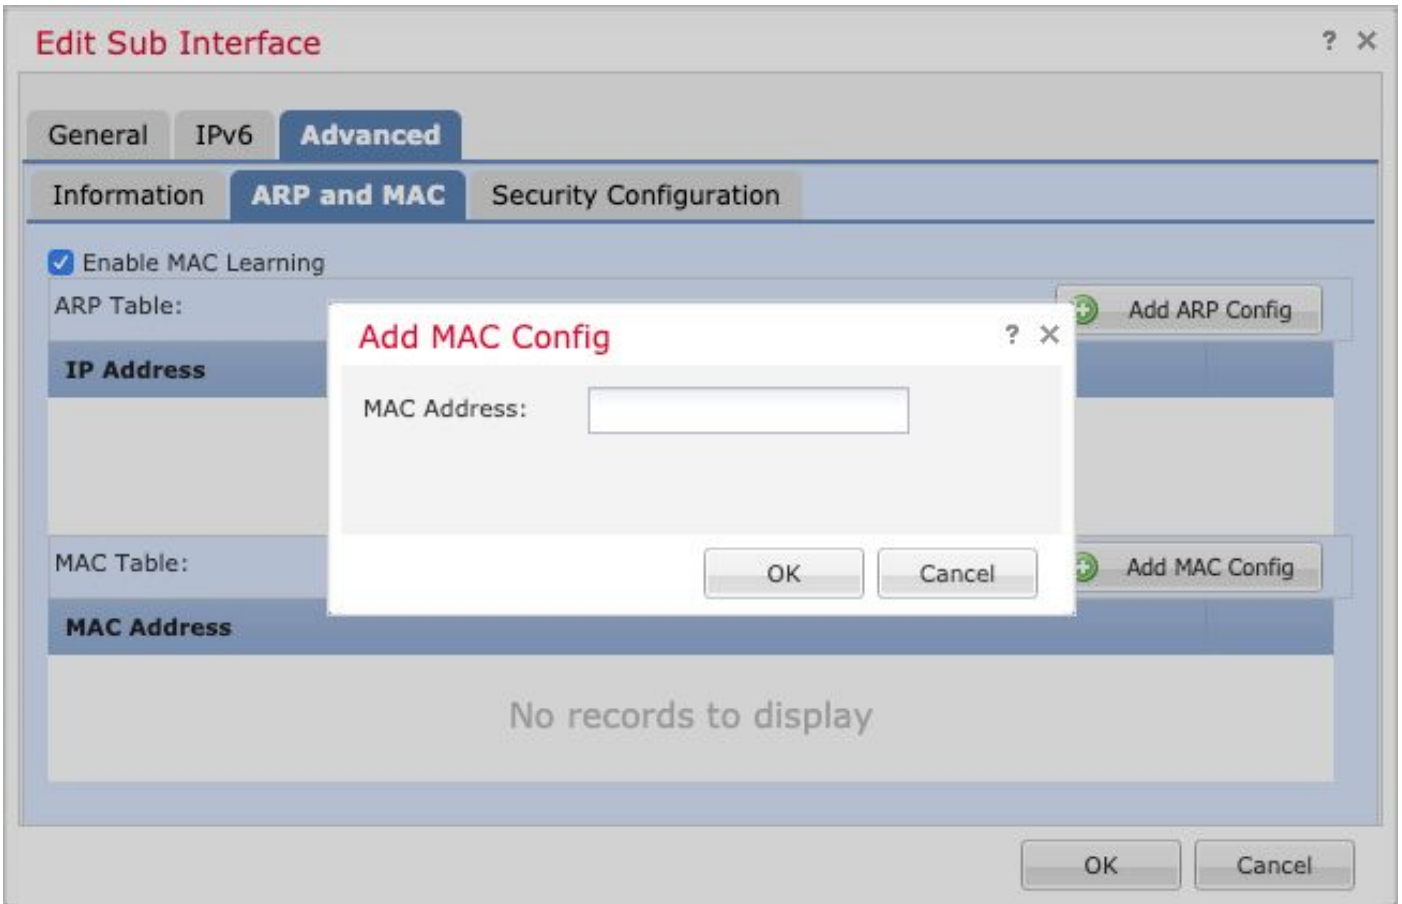 Edit Sub Interface
? ×
General IPv6 Advanced
Information ARP and MAC Security Configuration
Enable MAC Learning
ARP Table:
Add ARP Config
IP Address
Add MAC Config
? ×
MAC Address:
OK Cancel
MAC Table:
Add MAC Config
MAC Address
No records to display
OK Cancel